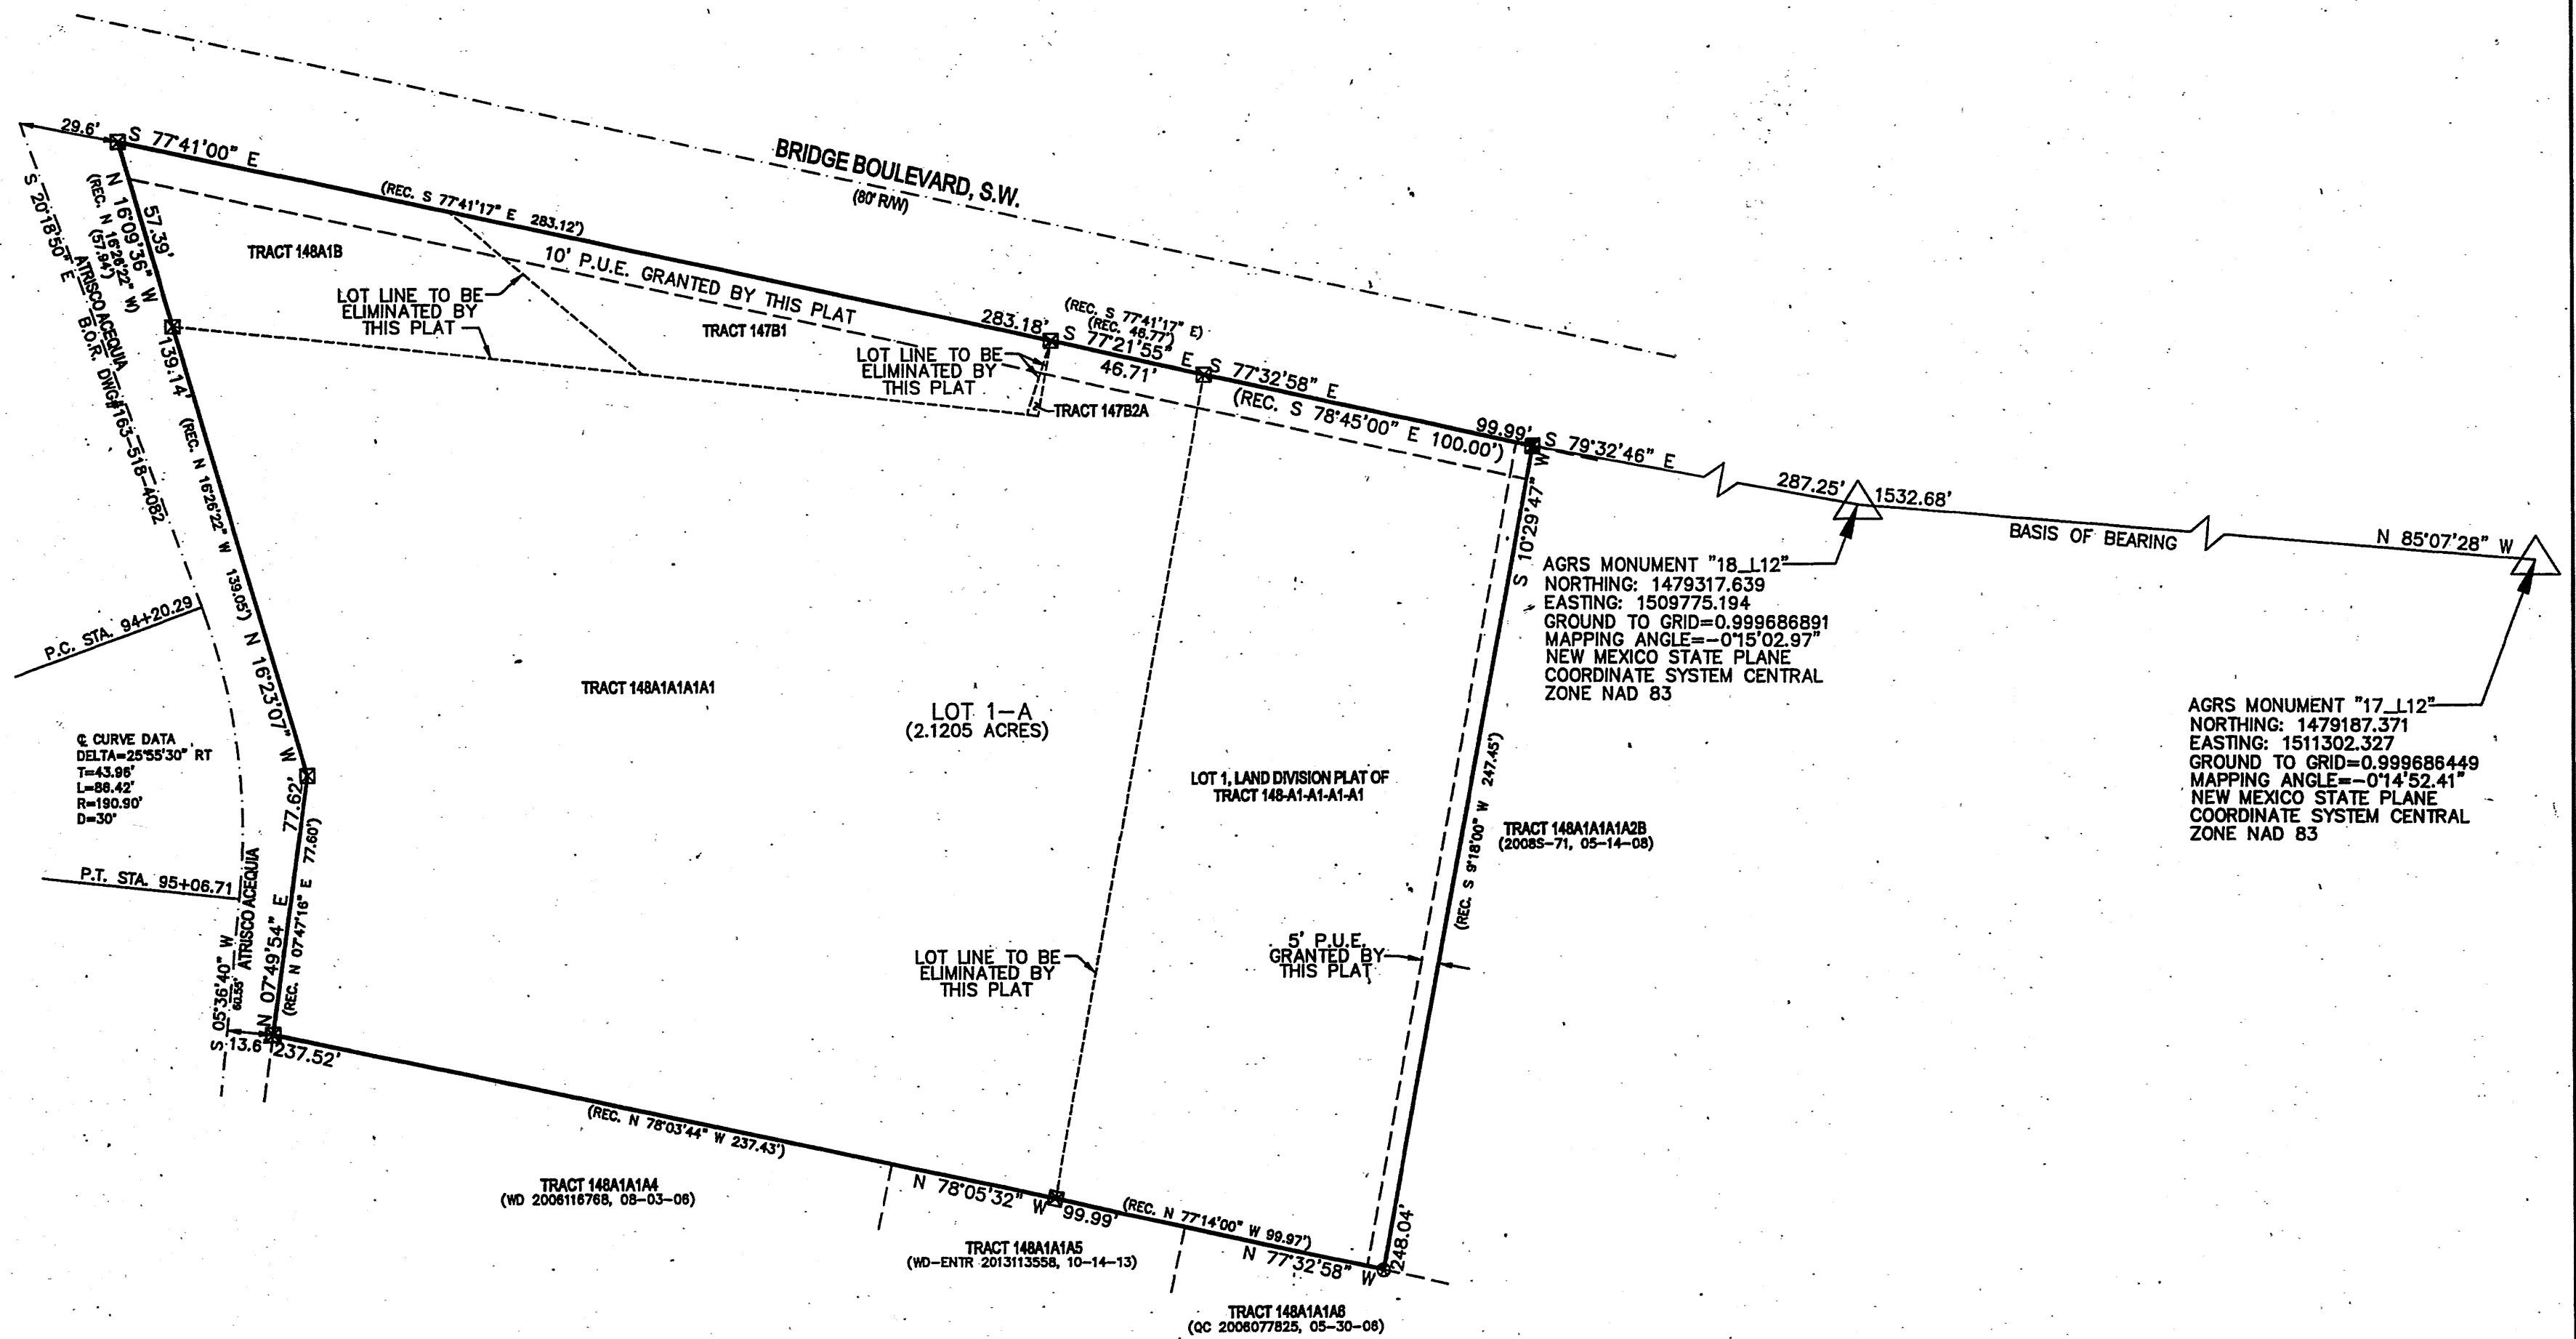 BRIDGE BOULEVARD, S.W.
(80' R/W)
29.6'
S 77°41'00" E
(REC. S 77°41'17" E 283.12')
283.18'
10' P.U.E. GRANTED BY THIS PLAT
57.39'
N 16°09'36" W
(REC. N 16°26'22" W)
(57.94')
S 20°18'50" E
ATRISCO ACEQUIA
B.O.R. DWG#163-518-4082
TRACT 148A1B
LOT LINE TO BE
ELIMINATED BY
THIS PLAT
TRACT 147B1
LOT LINE TO BE
ELIMINATED BY
THIS PLAT
TRACT 147B2A
(REC. S 77°41'17" E)
(REC. 46.77')
S 77°21'55" E
46.71'
S 77°32'58" E
(REC. S 78°45'00" E 100.00')
99.99'
S 79°32'46" E
287.25'
1532.68'
BASIS OF BEARING
N 85°07'28" W
AGRS MONUMENT "18_L12"
NORTHING: 1479317.639
EASTING: 1509775.194
GROUND TO GRID=0.999686891
MAPPING ANGLE=-0°15'02.97"
NEW MEXICO STATE PLANE
COORDINATE SYSTEM CENTRAL
ZONE NAD 83
AGRS MONUMENT "17_L12"
NORTHING: 1479187.371
EASTING: 1511302.327
GROUND TO GRID=0.999686449
MAPPING ANGLE=-0°14'52.41"
NEW MEXICO STATE PLANE
COORDINATE SYSTEM CENTRAL
ZONE NAD 83
139.14'
(REC. N 16°26'22" W 139.05')
N 16°23'07" W
P.C. STA. 94+20.29
℄ CURVE DATA
DELTA=25°55'30" RT
T=43.96'
L=86.42'
R=190.90'
D=30°
P.T. STA. 95+06.71
TRACT 148A1A1A1A1
LOT 1-A
(2.1205 ACRES)
LOT 1, LAND DIVISION PLAT OF
TRACT 148-A1-A1-A1-A1
S 10°29'47" W
(REC. S 9°18'00" W 247.45')
248.04'
TRACT 148A1A1A1A2B
(2008S-71, 05-14-08)
77.62'
N 07°49'54" E
(REC. N 07°47'16" E 77.60')
ATRISCO ACEQUIA
S 05°36'40" W
60.55'
13.6'
LOT LINE TO BE
ELIMINATED BY
THIS PLAT
5' P.U.E.
GRANTED BY
THIS PLAT
237.52'
(REC. N 78°03'44" W 237.43')
N 78°05'32" W
99.99'
(REC. N 77°14'00" W 99.97')
N 77°32'58" W
TRACT 148A1A1A4
(WD 2006116768, 08-03-06)
TRACT 148A1A1A5
(WD-ENTR 2013113558, 10-14-13)
TRACT 148A1A1A6
(QC 2006077825, 05-30-06)